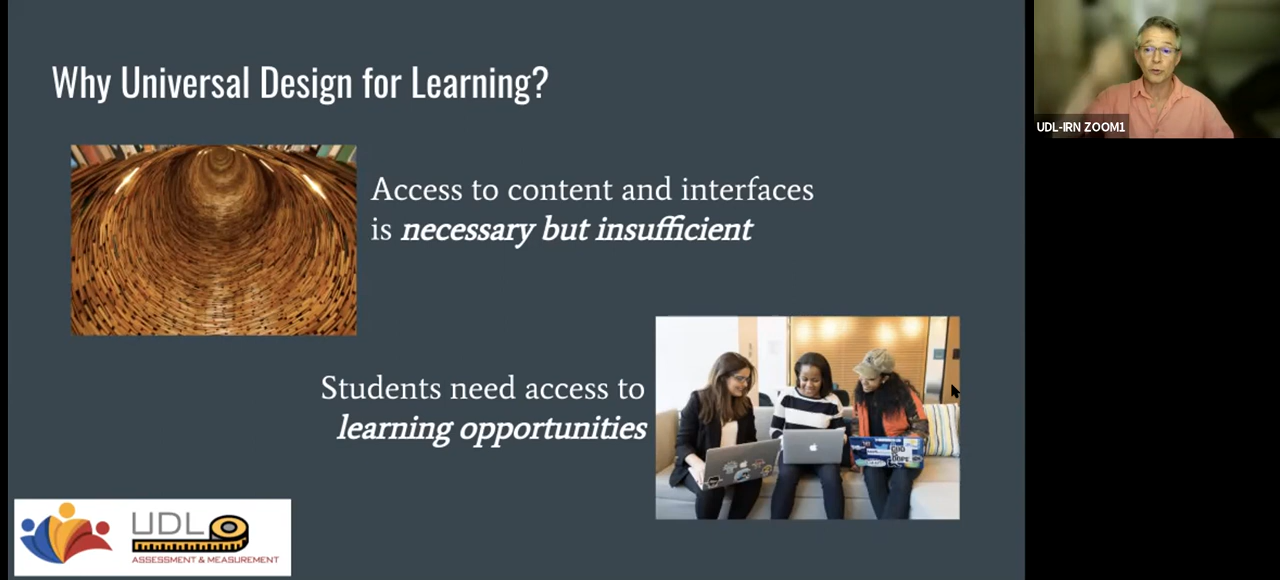 Why Universal Design for Learning?
Access to content and interfaces
is necessary but insufficient
Students need access to
learning opportunities
UDL
ASSESSMENT & MEASUREMENT
UDL-IRN ZOOM1